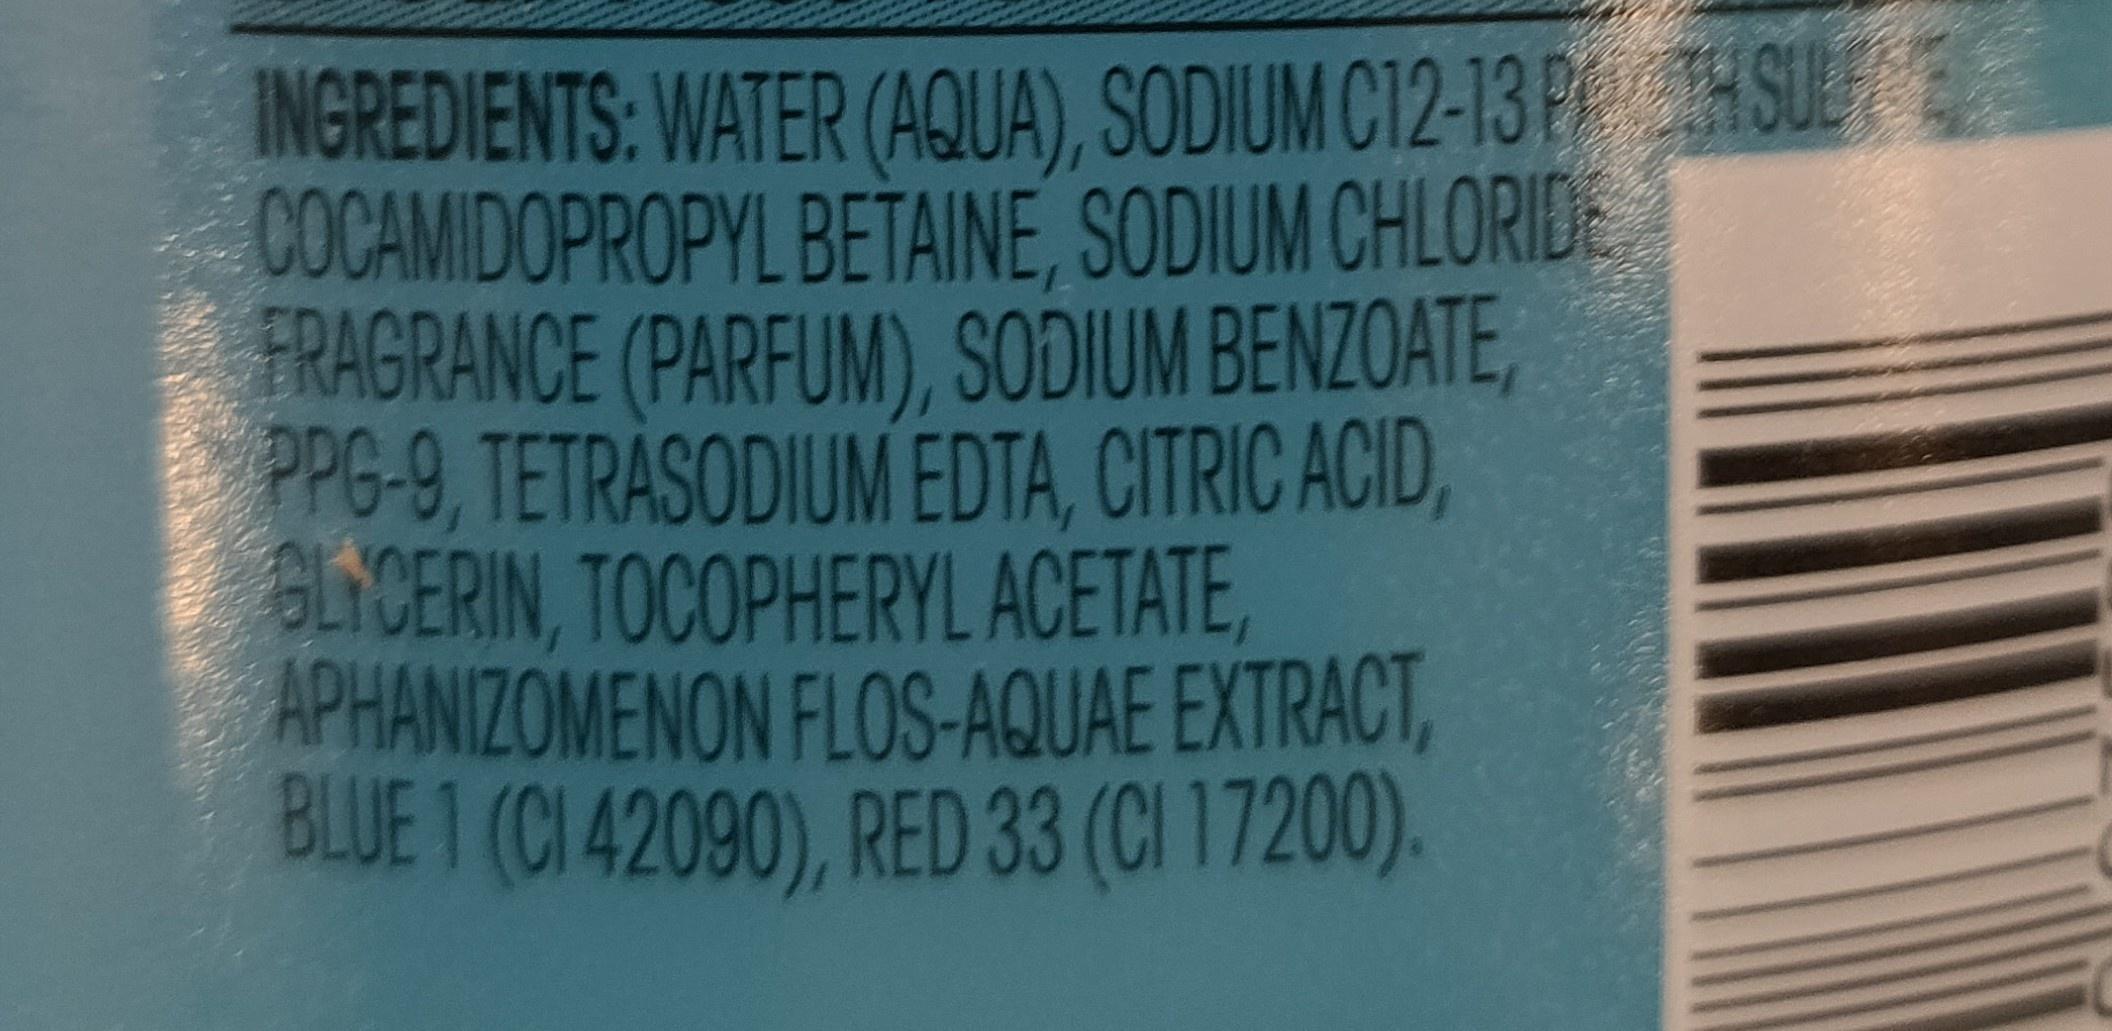 INGREDIENTS: WATER (AQUA), SODIUM C12-13
COCAMIDOPROPYL BETAINE, SODIUM CHLORIDE
FRAGRANCE (PARFUM), SODIUM BENZOATE,
PPG-9, TETRASODIUM EDTA, CITRIC ACID,
GLYCERIN, TOCOPHERYL ACETATE,
APHANIZOMENON FLOS-AQUAE EXTRACT,
BLUE 1 (CI 42090), RED 33 (CI 17200).